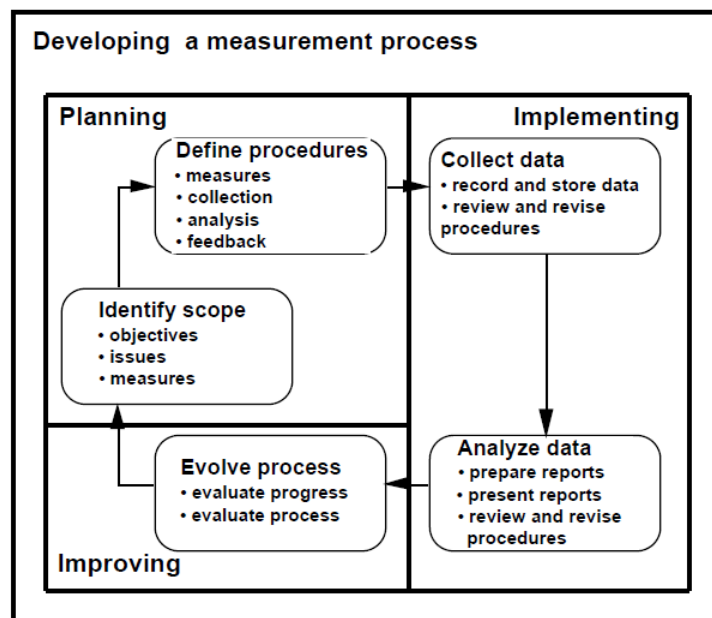 Developing a measurement process
Planning
Implementing
Define procedures
• measures
• collection
• analysis
• feedback
Collect data
• record and store data
• review and revise
procedures
Identify scope
• objectives
• issues
• measures
Evolve process
• evaluate progress
• evaluate process
Analyze data
• prepare reports
• present reports
• review and revise
procedures
Improving